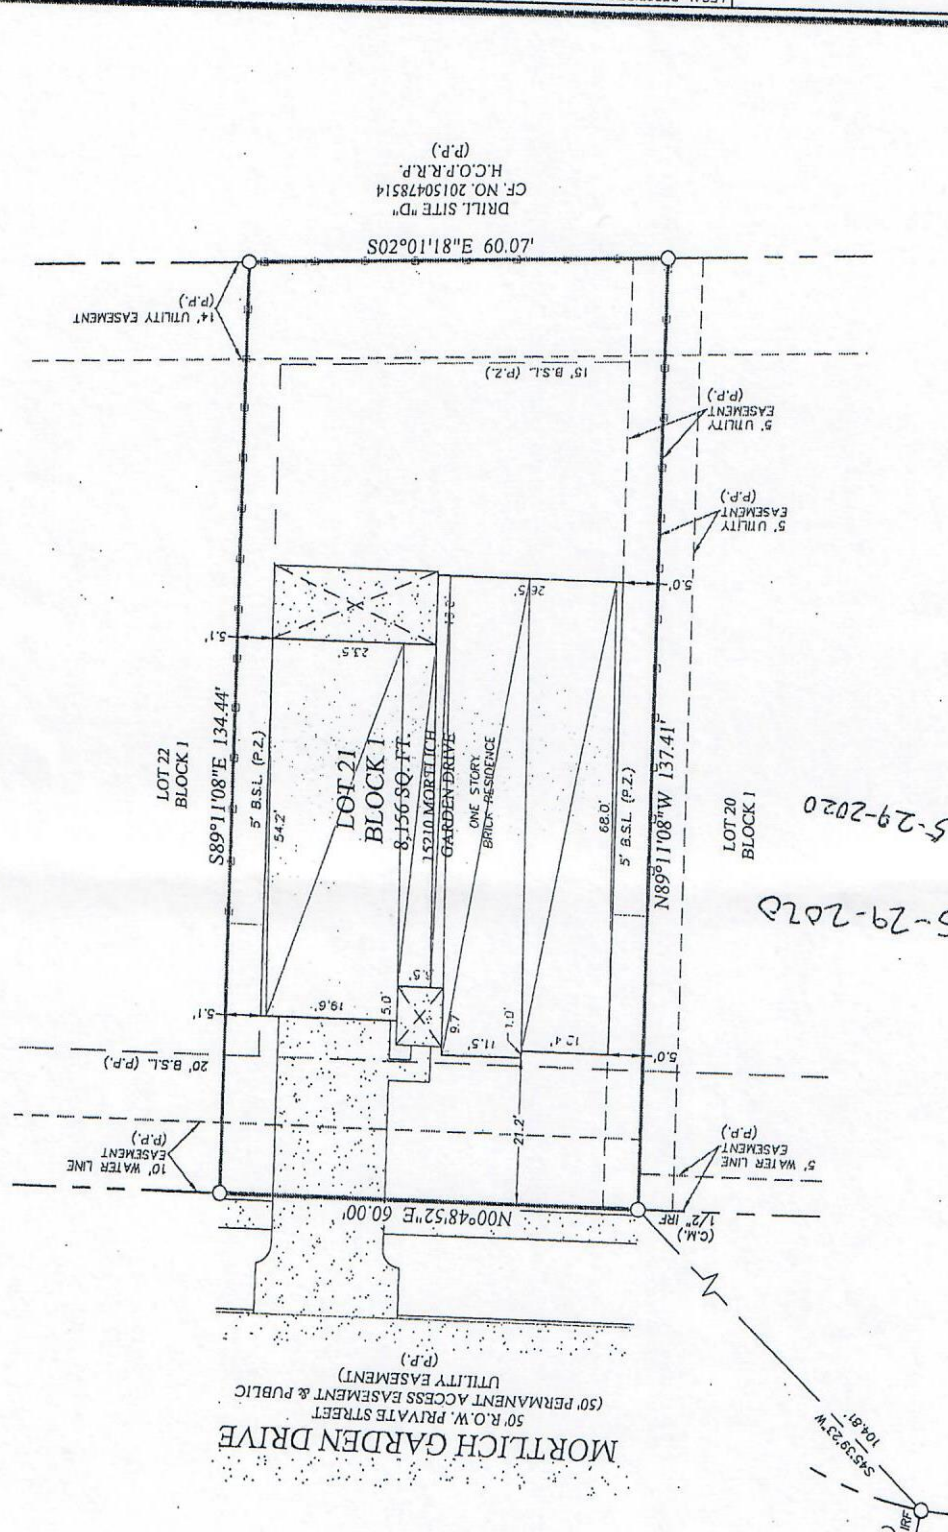 DRILL SITE "D"
CF. NO. 20150478514
H.C.O.P.R.R.P.
(P.P.)
S02°01'18"E 60.07'
14' UTILITY EASEMENT
(P.P.)
15' B.S.L. (P.Z.)
5' UTILITY
EASEMENT
(P.P.)
5' UTILITY
EASEMENT
(P.P.)
5.0'
26.5'
5.1'
23.5'
LOT 22
BLOCK 1
S89°11'08"E 134.44'
5' B.S.L. (P.Z.)
54.2'
LOT 21
BLOCK 1
8,156 SQ. FT.
15210 MORTLICH
GARDEN DRIVE
ONE STORY
BRICK RESIDENCE
68.0'
5' B.S.L. (P.Z.)
N89°11'08"W 137.41'
LOT 20
BLOCK 1
5-29-2020
5-29-2020
5.1'
19.6'
5.0'
9.7'
11.5'
1.0'
5.0'
20' B.S.L. (P.P.)
21.2'
10' WATER LINE
EASEMENT
(P.P.)
5' WATER LINE
EASEMENT
(P.P.)
N00°48'52"E 60.00'
1/2" IRF
(C.M.)
MORTLICH GARDEN DRIVE
50' R.O.W. PRIVATE STREET
(50' PERMANENT ACCESS EASEMENT & PUBLIC
UTILITY EASEMENT)
(P.P.)
S45°39'23"W
104.81'
IRF